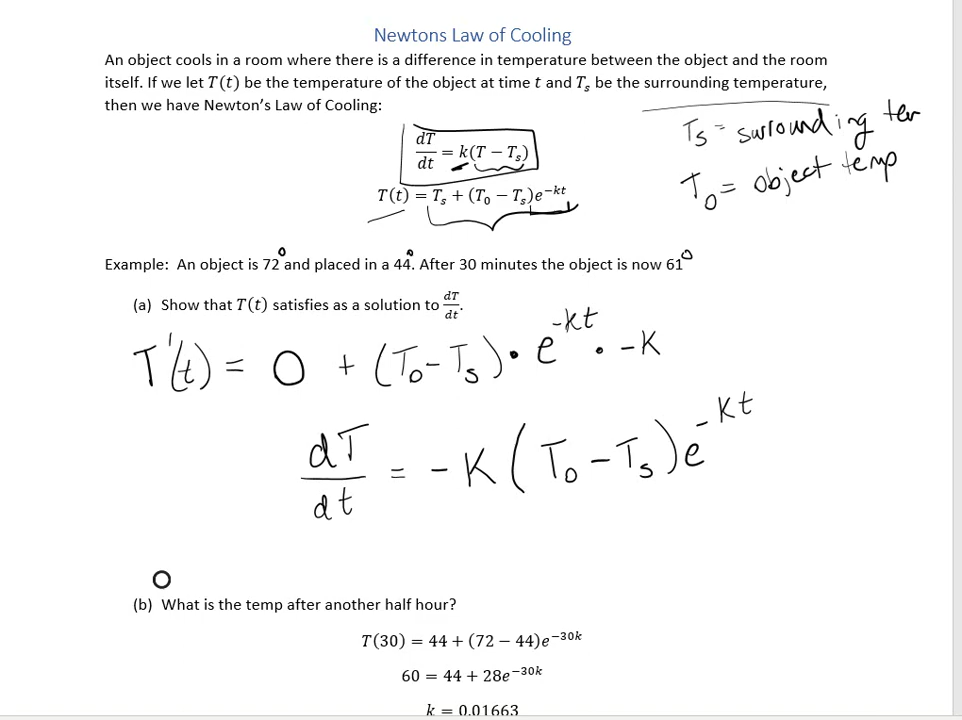 Newtons Law of Cooling
An object cools in a room where there is a difference in temperature between the object and the room
itself. If we let T(t) be the temperature of the object at time t and Tₛ be the surrounding temperature,
then we have Newton's Law of Cooling:
dT/dt = k(T − Tₛ)
T(t) = Tₛ + (T₀ − Tₛ)e^(−kt)
Tₛ = surrounding tem
T₀ = object temp
Example: An object is 72° and placed in a 44°. After 30 minutes the object is now 61°
(a) Show that T(t) satisfies as a solution to dT/dt.
T'(t) = 0 + (T₀ − Tₛ) • e^(−kt) • −K
dT/dt = −K(T₀ − Tₛ)e^(−kt)
(b) What is the temp after another half hour?
T(30) = 44 + (72 − 44)e^(−30k)
60 = 44 + 28e^(−30k)
k = 0.01663